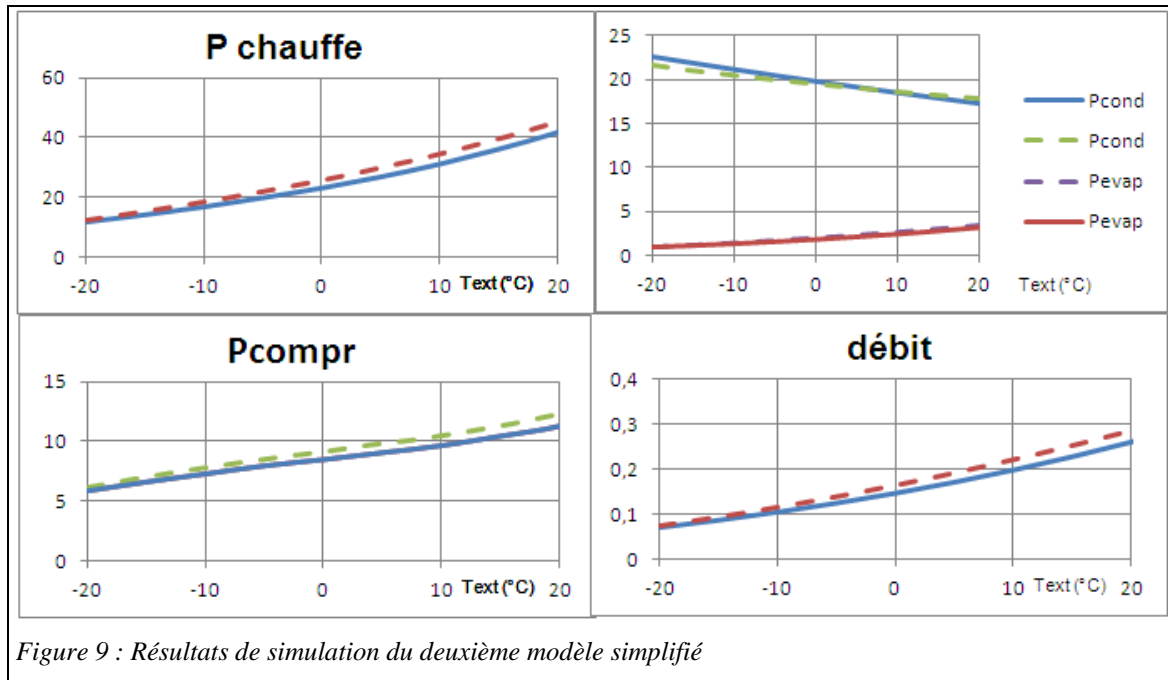 P chauffe
60
40
20
0
-20 -10 0 10 Text (°C) 20
25
20
15
10
5
0
-20 -10 0 10 20 Text (°C)
Pcond
Pcond
Pevap
Pevap
Pcompr
15
10
5
0
-20 -10 0 10 Text (°C) 20
débit
0,4
0,3
0,2
0,1
0
-20 -10 0 10 Text (°C) 20
Figure 9 : Résultats de simulation du deuxième modèle simplifié